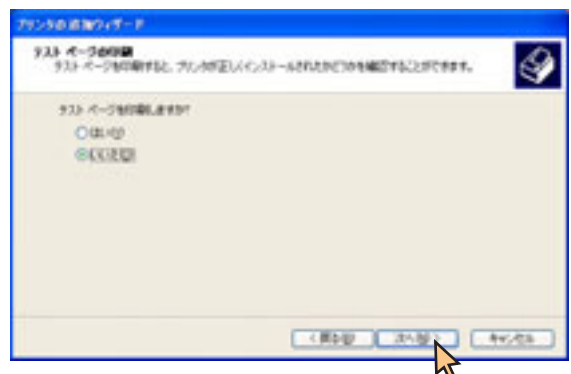 プリンタの追加ウィザード
テスト ページの印刷
テスト ページを印刷すると、プリンタが正しくインストールされたかどうかを確認することができます。
テスト ページを印刷しますか?
はい(Y)
いいえ(O)
< 戻る(B)
次へ(N) >
キャンセル